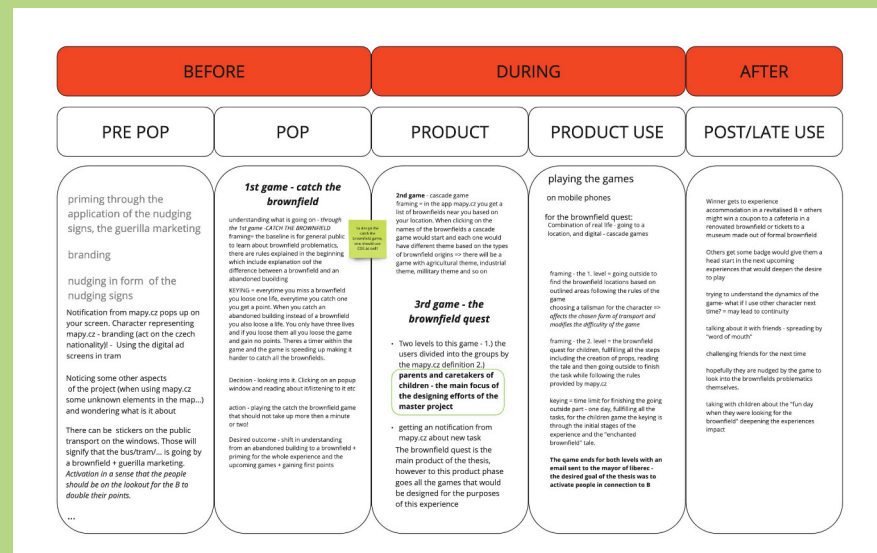 BEFORE
DURING
AFTER
PRE POP
POP
PRODUCT
PRODUCT USE
POST/LATE USE
priming through the
application of the nudging
signs, the guerilla marketing
branding
nudging in form of the
nudging signs
Notification from mapy.cz pops up on
your screen. Character representing
mapy.cz - branding (act on the czech
nationality)! - Using the digital ad
screens in tram
Noticing some other aspects
of the project (when using mapy.cz
some unknown elements in the map...)
and wondering what is it about
There can be stickers on the public
transport on the windows. Those will
signify that the bus/tram/... is going by
a brownfield + guerilla marketing.
Activation in a sense that the people
should be on the lookout for the B to
double their points.
...
1st game - catch the
brownfield
understanding what is going on - through
the 1st game -CATCH THE BROWNFIELD
framing= the baseline is for general public
to learn about brownfield problematics,
there are rules explained in the beginning
which include explanation oof the
difference between a brownfield and an
abandoned buoilding
KEYING = everytime you miss a brownfield
you loose one life, everytime you catch one
you get a point. When you catch an
abandoned building instead of a brownfield
you also loose a life. You only have three lives
and if you loose them all you loose the game
and gain no points. Theres a timer within the
game and the game is speeding up making it
harder to catch all the brownfields.
Decision - looking into it. Clicking on an popup
window and reading about it/listening to it etc
action - playing the catch the brownfield game
that should not take up more then a minute
or two!
Desired outcome - shift in understanding
from an abandoned building to a brownfield +
priming for the whole experience and the
upcoming games + gaining first points
2nd game - cascade game
framing = in the app mapy.cz you get a
list of brownfields near you based on
your location. When clicking on the
names of the brownfields a cascade
game would start and each one would
have different theme based on the types
of brownfield origins => there will be a
game with agricultural theme, industrial
theme, millitary theme and so on
3rd game - the
brownfield quest
• Two levels to this game - 1.) the
users divided into the groups by
the mapy.cz definition 2.)
parents and caretakers of
children - the main focus of
the designing efforts of the
master project
• getting an notification from
mapy.cz about new task
The brownfield quest is the
main product of the thesis,
however to this product phase
goes all the games that would
be designed for the purposes
of this experience
playing the games
on mobile phones
for the brownfield quest:
Combination of real life - going to a
location, and digital - cascade games
framing - the 1. level = going outside to
find the brownfield locations based on
outlined areas following the rules of the
game
choosing a talisman for the character =>
affects the chosen form of transport and
modifies the difficulty of the game
framing - the 2. level = the brownfield
quest for children, fullfilling all the steps
including the creation of props, reading
the tale and then going outside to finish
the task while following the rules
provided by mapy.cz
keying = time limit for finishing the going
outside part - one day, fullfilling all the
tasks, for the children game the keying is
through the initial stages of the
experience and the "enchanted
brownfield" tale.
The game ends for both levels with an
email sent to the mayor of liberec -
the desired goal of the thesis was to
activate people in connection to B
Winner gets to experience
accommodation in a revitalised B + others
might win a coupon to a cafeteria in a
renovated brownfield or tickets to a
museum made out of formal brownfield
Others get some badge would give them a
head start in the next upcoming
experiences that would deepen the desire
to play
trying to understand the dynamics of the
game- what if I use other character next
time? = may lead to continuity
talking about it with friends - spreading by
"word of mouth"
challenging friends for the next time
hopefully they are nudged by the game to
look into the brownfields problematics
themselves.
taking with children about the "fun day
when they were looking for the
brownfield" deepening the experiences
impact